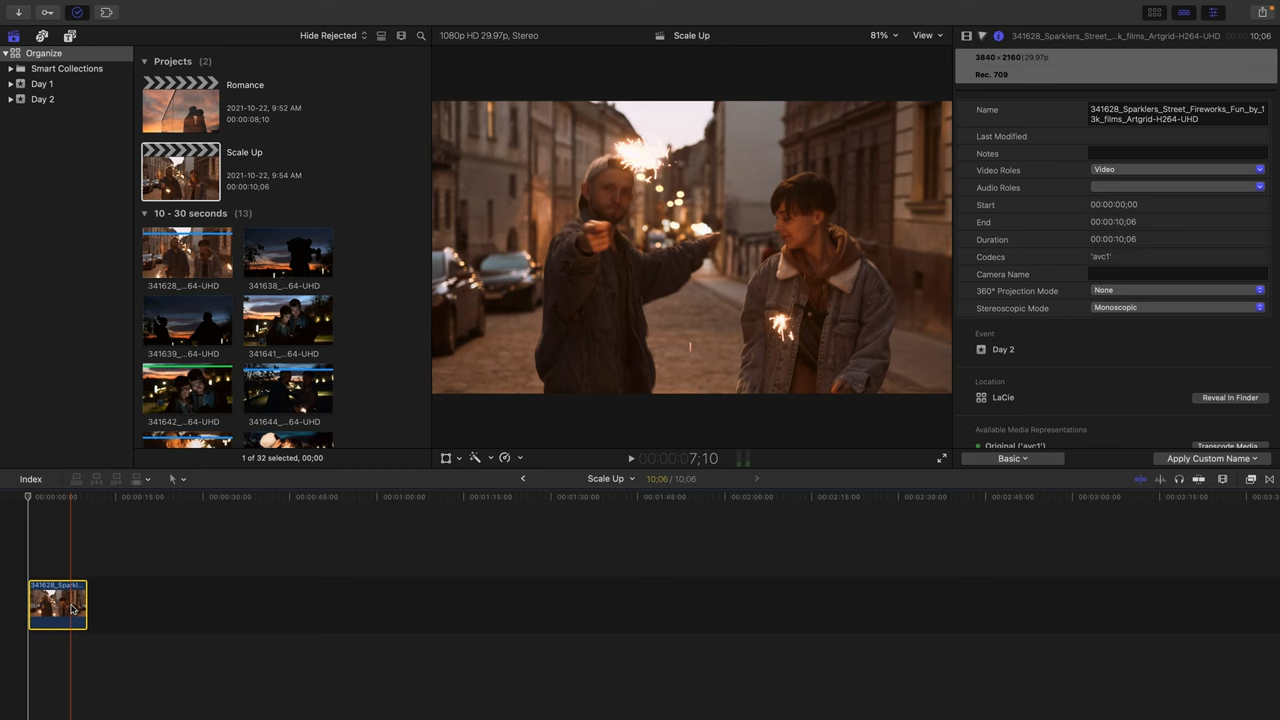 Hide Rejected
1080p HD 29.97p, Stereo
Scale Up
81%
View
341628_Sparklers_Street_...k_films_Artgrid-H264-UHD
10;06
Organize
Smart Collections
Day 1
Day 2
Projects (2)
Romance
2021-10-22, 9:52 AM
00:00:08;10
Scale Up
2021-10-22, 9:54 AM
00:00:10;06
10 - 30 seconds (13)
341628_...64-UHD
341638_...64-UHD
341639_...64-UHD
341641_...64-UHD
341642_...64-UHD
341644_...64-UHD
1 of 32 selected, 00;00
00:00:07;10
3840 × 2160 29.97p
Rec. 709
Name
341628_Sparklers_Street_Fireworks_Fun_by_1
3k_films_Artgrid-H264-UHD
Last Modified
Notes
Video Roles
Video
Audio Roles
Start
00:00:00;00
End
00:00:10;06
Duration
00:00:10;06
Codecs
'avc1'
Camera Name
360° Projection Mode
None
Stereoscopic Mode
Monoscopic
Event
Day 2
Location
LaCie
Reveal In Finder
Available Media Representations
Original ('avc1')
Transcode Media...
Basic
Apply Custom Name
Index
Scale Up
10;06 / 10;06
00:00:00:00
00:00:15:00
00:00:30:00
00:00:45:00
00:01:00:00
00:01:15:00
00:01:30:00
00:01:45:00
00:02:00:00
00:02:15:00
00:02:30:00
00:02:45:00
00:03:00:00
00:03:15:00
341628_Sparkl...